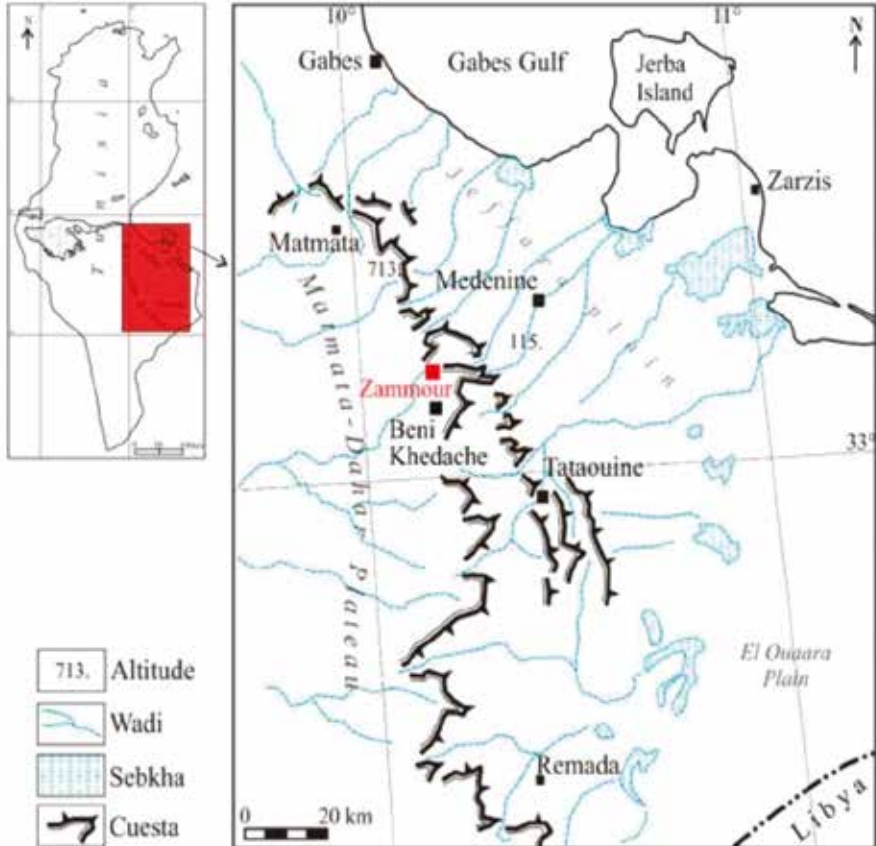 N
Tunisia
10°
11°
N
Gabes
Gabes Gulf
Jerba
Island
Zarzis
Jeffara plain
Matmata
713.
Medenine
115.
Zammour
Beni
Khedache
Matmata-Dahar Plateau
33°
Tataouine
El Ouaara
Plain
Remada
Libya
0 20 km
713. Altitude
Wadi
Sebkha
Cuesta